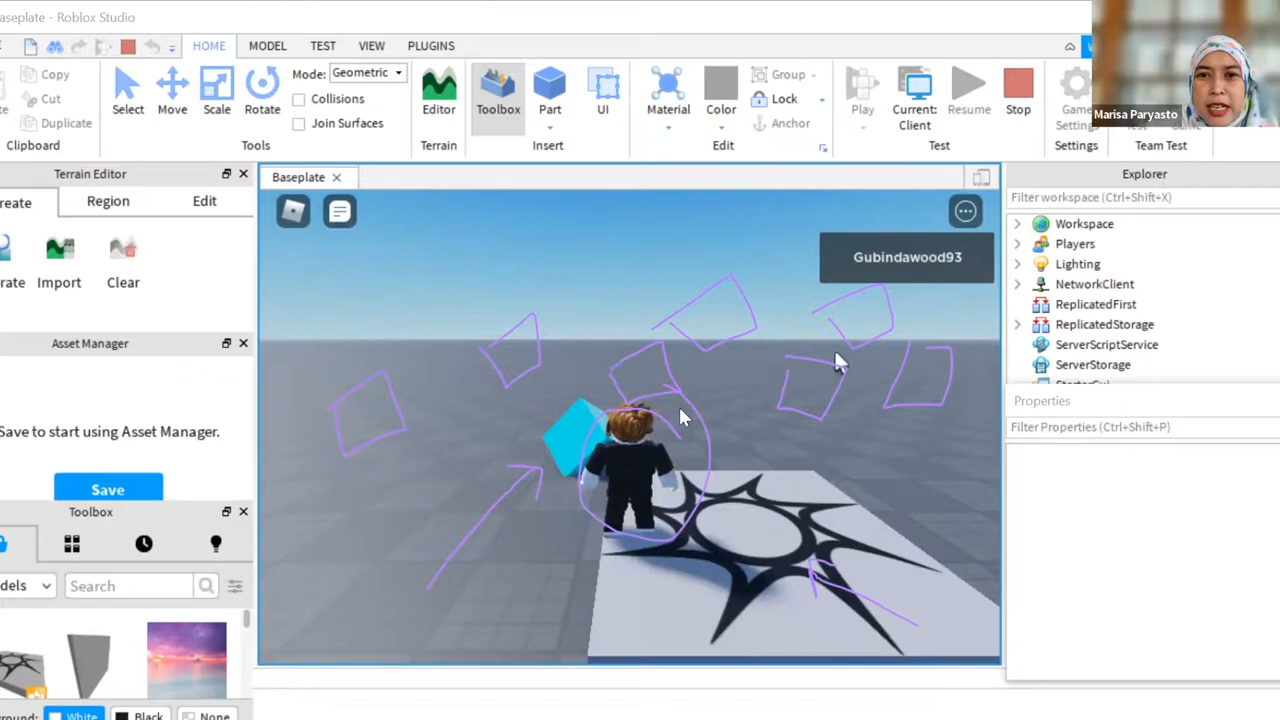 aseplate - Roblox Studio
HOME MODEL TEST VIEW PLUGINS
Copy
Cut
Duplicate
Clipboard
Select Move Scale Rotate
Mode: Geometric
Collisions
Join Surfaces
Tools
Editor
Terrain
Toolbox Part UI
Insert
Material Color
Group
Lock
Anchor
Edit
Play Current: Client Resume Stop
Test
Game Settings
Settings
Team Test
Marisa Paryasto
Terrain Editor
reate Region Edit
rate Import Clear
Asset Manager
Save to start using Asset Manager.
Save
Toolbox
dels Search
White Black None
Baseplate
Gubindawood93
Explorer
Filter workspace (Ctrl+Shift+X)
Workspace
Players
Lighting
NetworkClient
ReplicatedFirst
ReplicatedStorage
ServerScriptService
ServerStorage
Properties
Filter Properties (Ctrl+Shift+P)